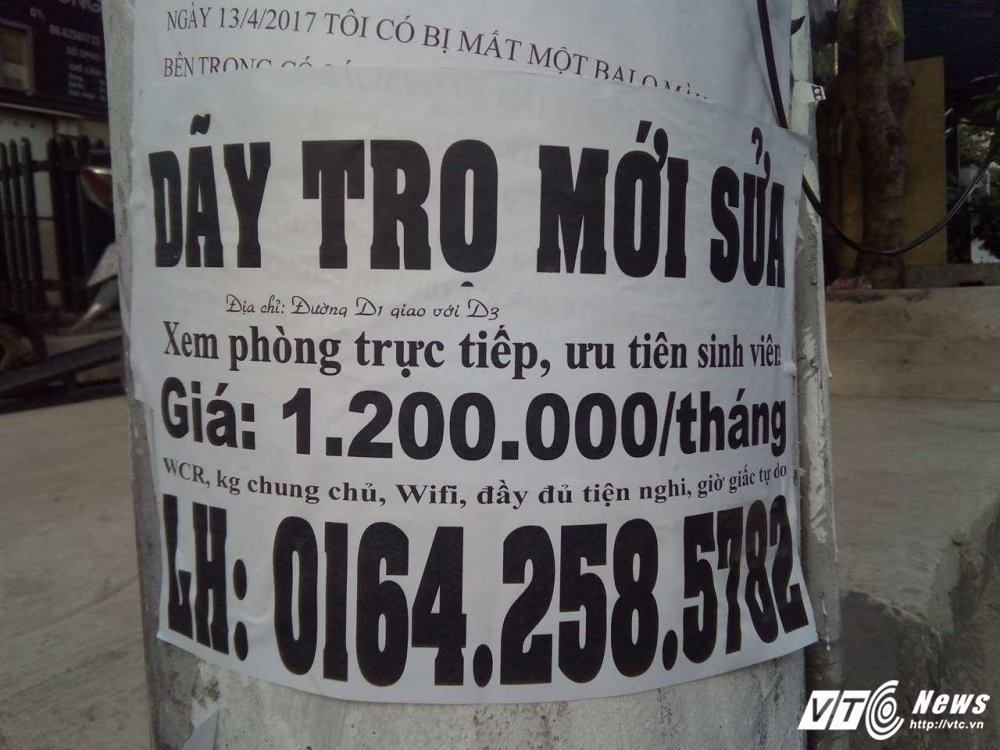 NGÀY 13/4/2017 TÔI CÓ BỊ MẤT MỘT BALO MÀU
BÊN TRONG CÓ
DÃY TRỌ MỚI SỬA
Địa chỉ: Đường D1 giao với D3
Xem phòng trực tiếp, ưu tiên sinh viên
Giá: 1.200.000/tháng
WCR, kg chung chủ, Wifi, đầy đủ tiện nghi, giờ giấc tự do
LH: 0164.258.5782
VTC News
http://vtc.vn